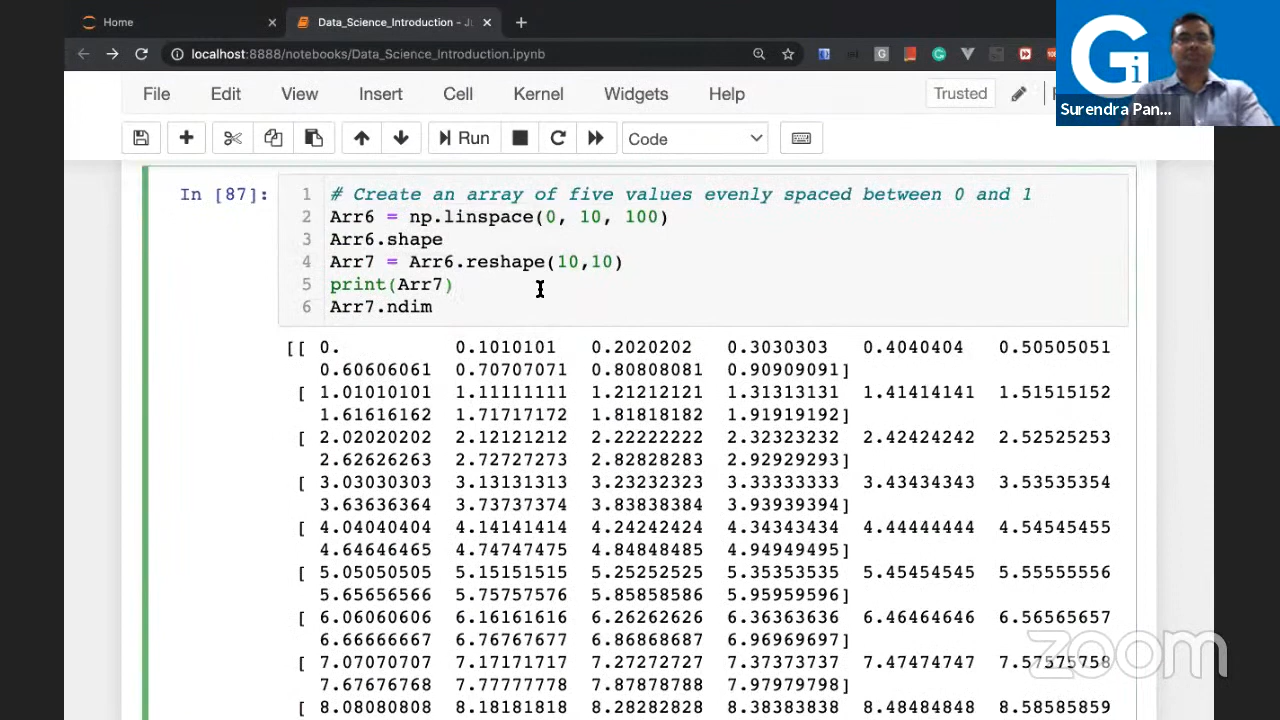 Home
Data_Science_Introduction - Ju
localhost:8888/notebooks/Data_Science_Introduction.ipynb
Gi
Surendra Pan...
File Edit View Insert Cell Kernel Widgets Help Trusted
Run Code
In [87]:
1 # Create an array of five values evenly spaced between 0 and 1
2 Arr6 = np.linspace(0, 10, 100)
3 Arr6.shape
4 Arr7 = Arr6.reshape(10,10)
5 print(Arr7)
6 Arr7.ndim
[[ 0. 0.1010101 0.2020202 0.3030303 0.4040404 0.50505051
0.60606061 0.70707071 0.80808081 0.90909091]
[ 1.01010101 1.11111111 1.21212121 1.31313131 1.41414141 1.51515152
1.61616162 1.71717172 1.81818182 1.91919192]
[ 2.02020202 2.12121212 2.22222222 2.32323232 2.42424242 2.52525253
2.62626263 2.72727273 2.82828283 2.92929293]
[ 3.03030303 3.13131313 3.23232323 3.33333333 3.43434343 3.53535354
3.63636364 3.73737374 3.83838384 3.93939394]
[ 4.04040404 4.14141414 4.24242424 4.34343434 4.44444444 4.54545455
4.64646465 4.74747475 4.84848485 4.94949495]
[ 5.05050505 5.15151515 5.25252525 5.35353535 5.45454545 5.55555556
5.65656566 5.75757576 5.85858586 5.95959596]
[ 6.06060606 6.16161616 6.26262626 6.36363636 6.46464646 6.56565657
6.66666667 6.76767677 6.86868687 6.96969697]
[ 7.07070707 7.17171717 7.27272727 7.37373737 7.47474747 7.57575758
7.67676768 7.77777778 7.87878788 7.97979798]
[ 8.08080808 8.18181818 8.28282828 8.38383838 8.48484848 8.58585859
zoom